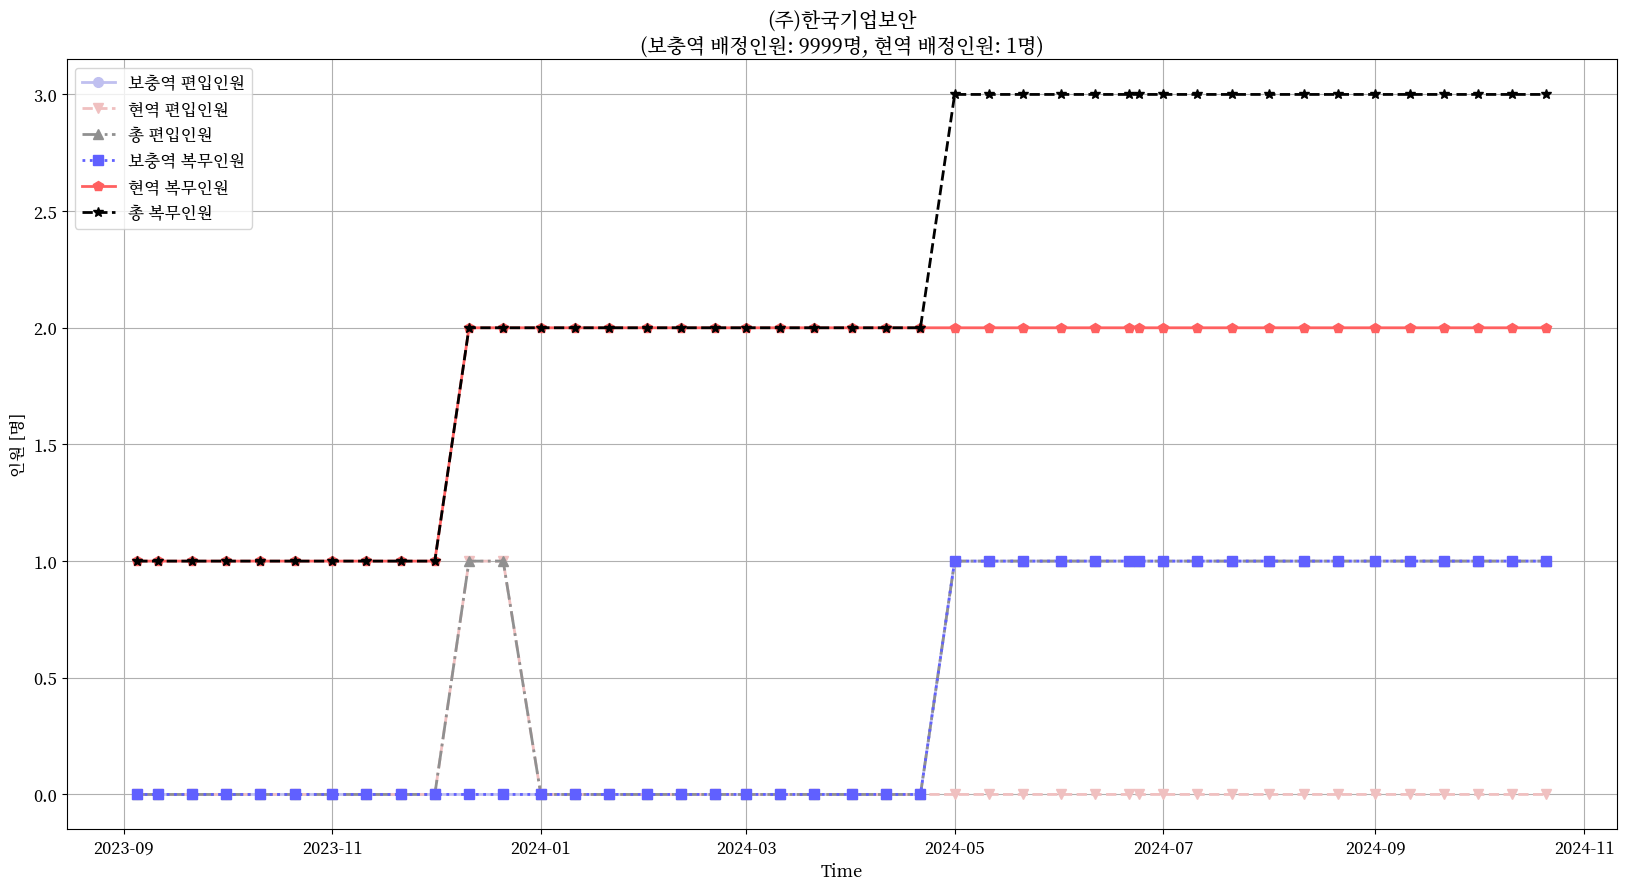 (주)한국기업보안
(보충역 배정인원: 9999명, 현역 배정인원: 1명)
보충역 편입인원
현역 편입인원
총 편입인원
보충역 복무인원
현역 복무인원
총 복무인원
인원 [명]
3.0
2.5
2.0
1.5
1.0
0.5
0.0
2023-09
2023-11
2024-01
2024-03
2024-05
2024-07
2024-09
2024-11
Time